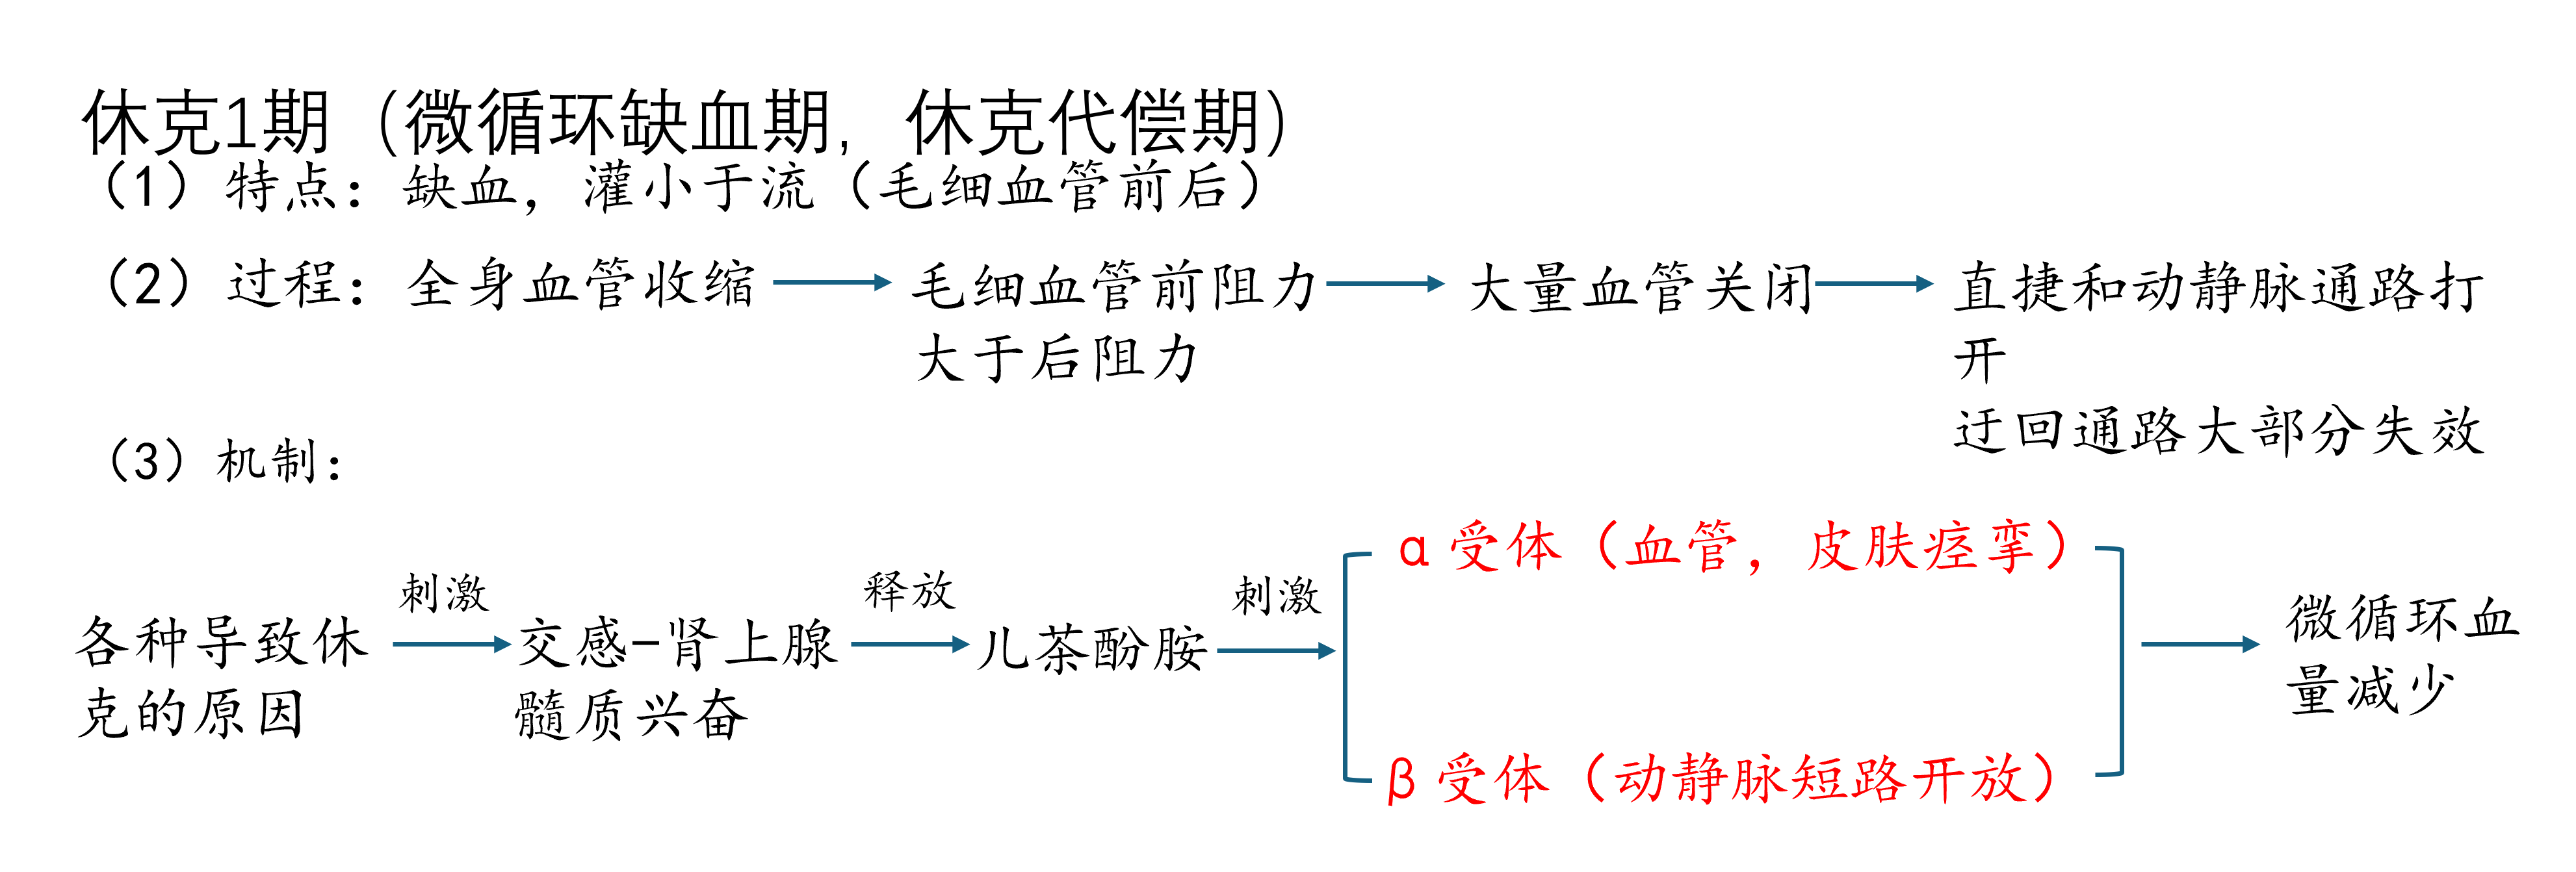 休克1期（微循环缺血期，休克代偿期）
（1）特点：缺血，灌小于流（毛细血管前后）
（2）过程：全身血管收缩
毛细血管前阻力
大于后阻力
大量血管关闭
直捷和动静脉通路打
开
迂回通路大部分失效
（3）机制：
各种导致休
克的原因
刺激
交感-肾上腺
髓质兴奋
释放
儿茶酚胺
刺激
α 受体（血管，皮肤痉挛）
β 受体（动静脉短路开放）
微循环血
量减少